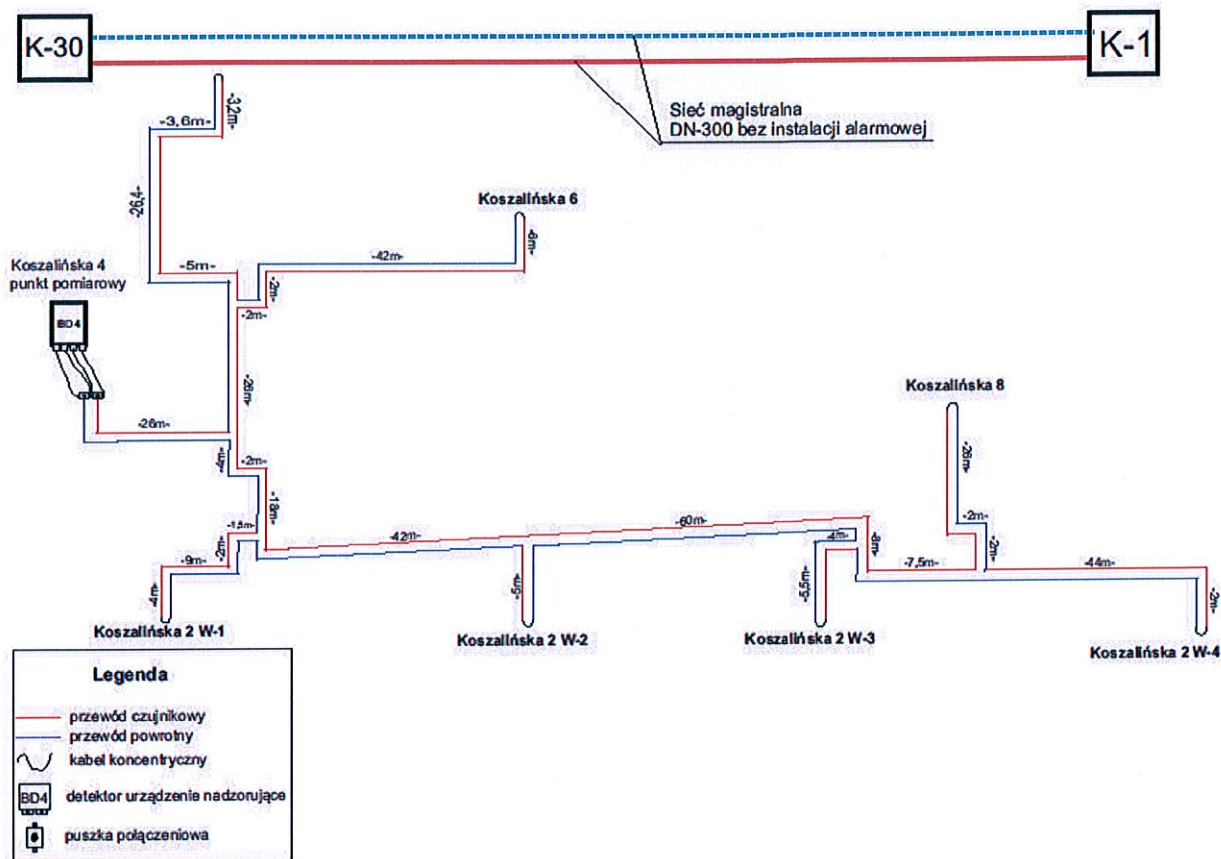 K-30
K-1
Sieć magistralna
DN-300 bez instalacji alarmowej
-3,2m-
-3,6m-
-26,4-
Koszalińska 6
-42m-
-6m-
-5m-
-2m-
-2m-
Koszalińska 4
punkt pomiarowy
BD4
-26m-
-26m-
Koszalińska 8
-26m-
-4m-
-2m-
-18m-
-1,5m-
-2m-
-9m-
-4m-
-42m-
-60m-
-5m-
-4m-
-5,5m-
-8m-
-7,5m-
-2m-
-2m-
-44m-
-2m-
Koszalińska 2 W-1
Koszalińska 2 W-2
Koszalińska 2 W-3
Koszalińska 2 W-4
Legenda
przewód czujnikowy
przewód powrotny
kabel koncentryczny
BD4 detektor urządzenie nadzorujące
puszka połączeniowa